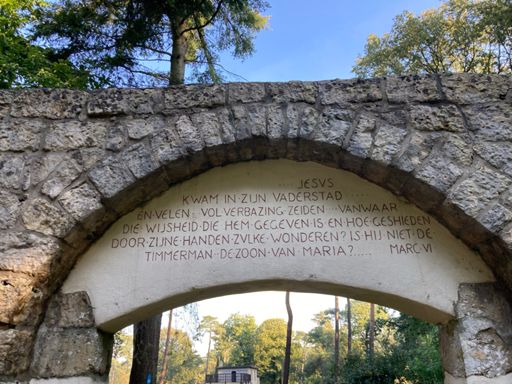 .....JESVS
KWAM IN ZIJN VADERSTAD .....
EN VELEN · VOL VERBAZING ZEIDEN · VANWAAR
DIE WIJSHEID DIE HEM GEGEVEN IS EN HOE GESCHIEDEN
DOOR ZIJNE HANDEN ZVLKE WONDEREN? IS HIJ NIET DE
TIMMERMAN · DE ZOON · VAN MARIA?..... MARC VI